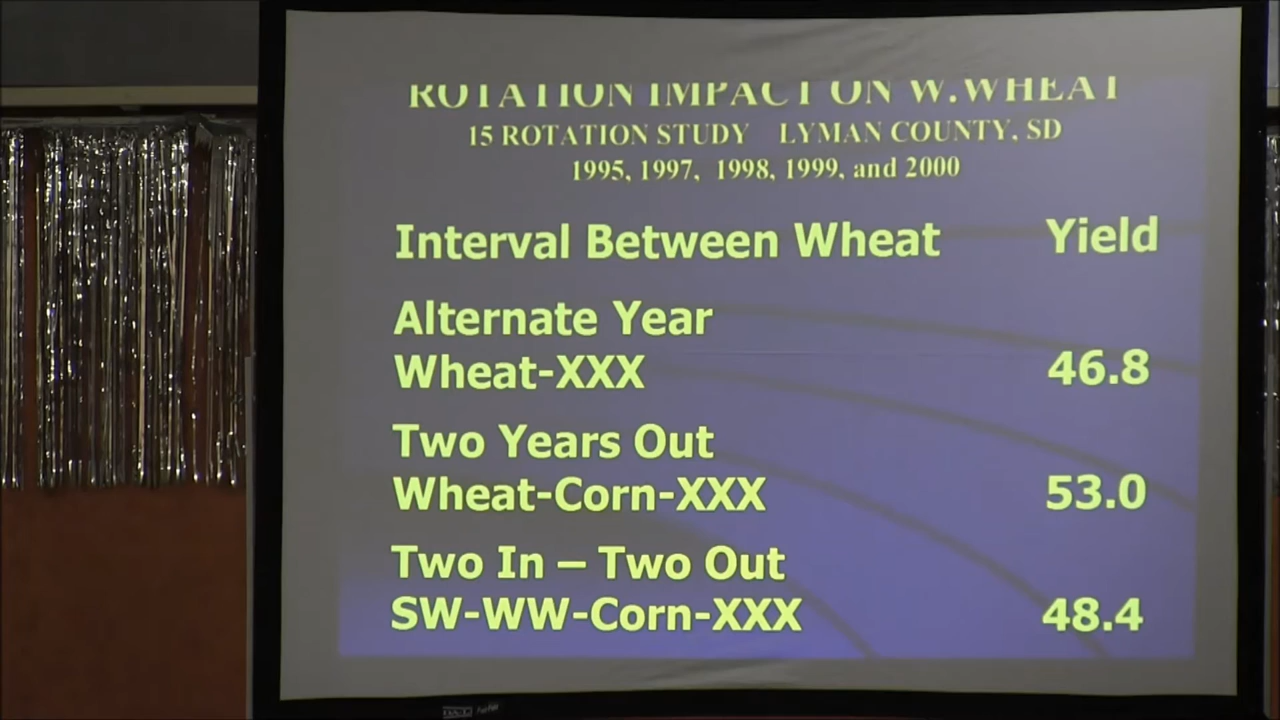 ROTATION IMPACT ON W.WHEAT
15 ROTATION STUDY LYMAN COUNTY, SD
1995, 1997, 1998, 1999, and 2000
Interval Between Wheat Yield
Alternate Year
Wheat-XXX 46.8
Two Years Out
Wheat-Corn-XXX 53.0
Two In – Two Out
SW-WW-Corn-XXX 48.4